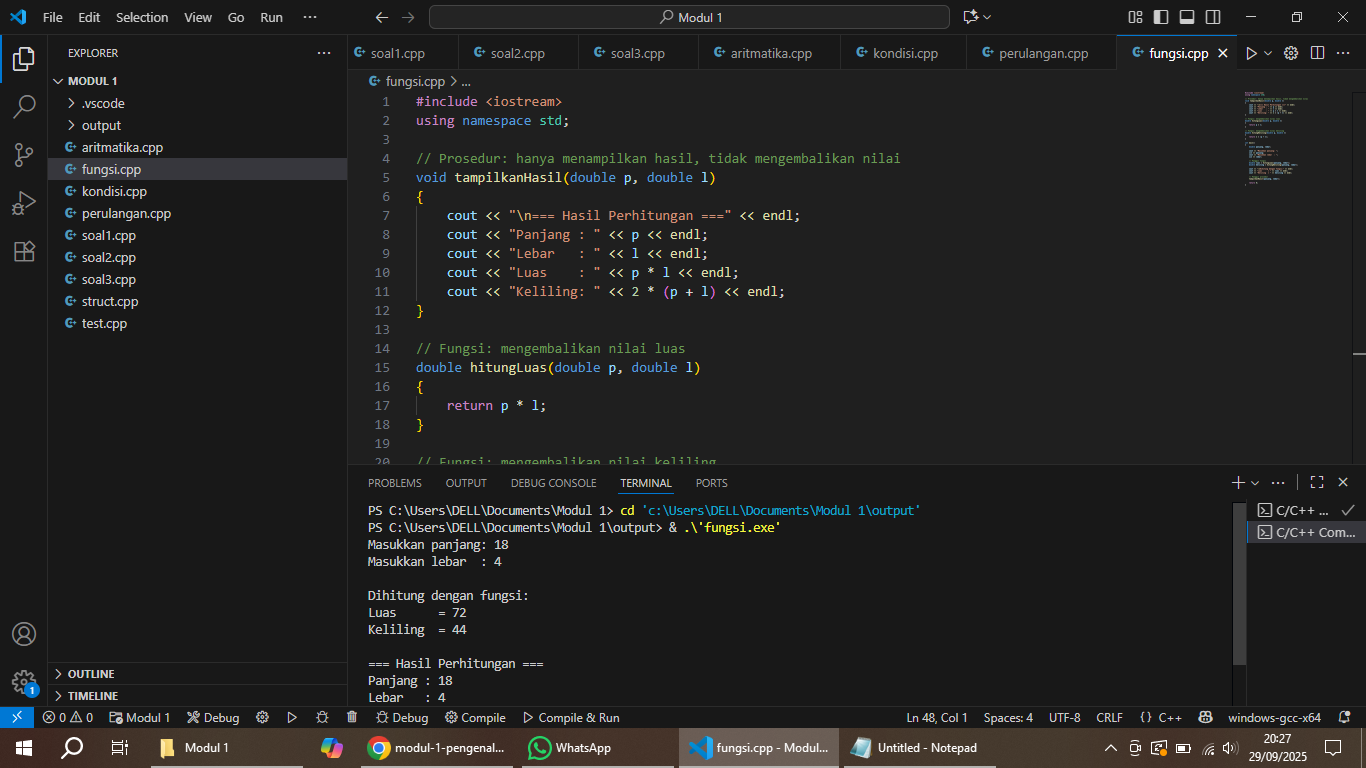 File Edit Selection View Go Run ··· Modul 1
EXPLORER ···
MODUL 1
.vscode
output
aritmatika.cpp
fungsi.cpp
kondisi.cpp
perulangan.cpp
soal1.cpp
soal2.cpp
soal3.cpp
struct.cpp
test.cpp
OUTLINE
TIMELINE
soal1.cpp soal2.cpp soal3.cpp aritmatika.cpp kondisi.cpp perulangan.cpp fungsi.cpp
fungsi.cpp > ...
1 #include <iostream>
2 using namespace std;
3
4 // Prosedur: hanya menampilkan hasil, tidak mengembalikan nilai
5 void tampilkanHasil(double p, double l)
6 {
7 cout << "\n=== Hasil Perhitungan ===" << endl;
8 cout << "Panjang : " << p << endl;
9 cout << "Lebar   : " << l << endl;
10 cout << "Luas    : " << p * l << endl;
11 cout << "Keliling: " << 2 * (p + l) << endl;
12 }
13
14 // Fungsi: mengembalikan nilai luas
15 double hitungLuas(double p, double l)
16 {
17 return p * l;
18 }
19
20 // Fungsi: mengembalikan nilai keliling
PROBLEMS OUTPUT DEBUG CONSOLE TERMINAL PORTS
PS C:\Users\DELL\Documents\Modul 1> cd 'c:\Users\DELL\Documents\Modul 1\output'
PS C:\Users\DELL\Documents\Modul 1\output> & .\'fungsi.exe'
Masukkan panjang: 18
Masukkan lebar  : 4
Dihitung dengan fungsi:
Luas      = 72
Keliling  = 44
=== Hasil Perhitungan ===
Panjang : 18
Lebar   : 4
C/C++ ...
C/C++ Com...
1
0 0 Modul 1 Debug Debug Compile Compile & Run Ln 48, Col 1 Spaces: 4 UTF-8 CRLF {} C++ windows-gcc-x64
Modul 1 modul-1-pengenal... WhatsApp fungsi.cpp - Modul... Untitled - Notepad
20:27
29/09/2025